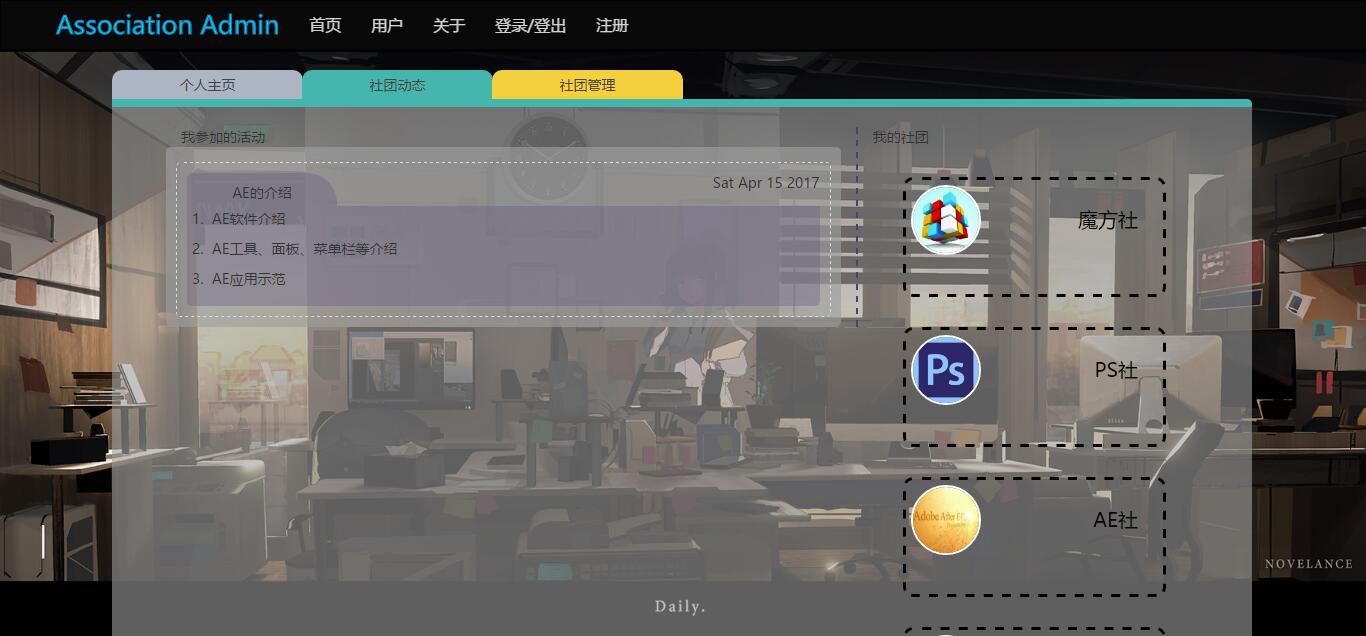 Association Admin 首页 用户 关于 登录/登出 注册
个人主页 社团动态 社团管理
我参加的活动
AE的介绍
Sat Apr 15 2017
1. AE软件介绍
2. AE工具、面板、菜单栏等介绍
3. AE应用示范
我的社团
魔方社
Ps
PS社
AE社
NOVELANCE
Daily.